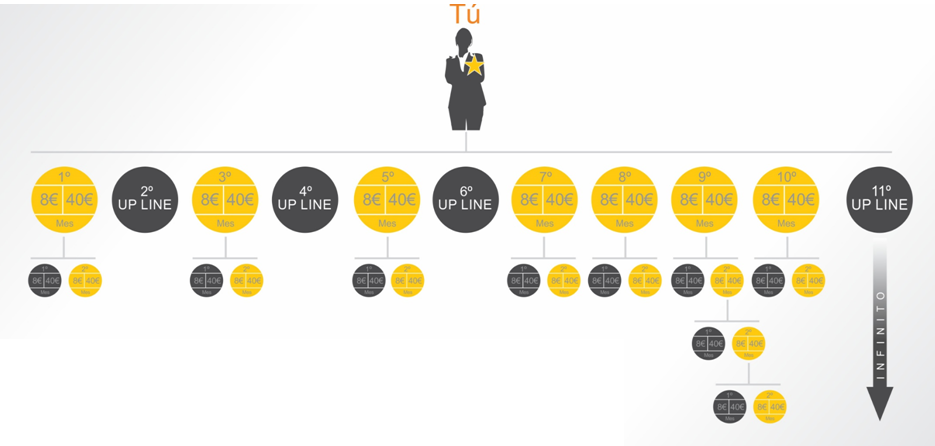 Tú
1º
8€ 40€
Mes
2º
UP LINE
3º
8€ 40€
Mes
4º
UP LINE
5º
8€ 40€
Mes
6º
UP LINE
7º
8€ 40€
Mes
8º
8€ 40€
Mes
9º
8€ 40€
Mes
10º
8€ 40€
Mes
11º
UP LINE
1º
8€ 40€
Mes
2º
8€ 40€
Mes
1º
8€ 40€
Mes
2º
8€ 40€
Mes
1º
8€ 40€
Mes
2º
8€ 40€
Mes
1º
8€ 40€
Mes
2º
8€ 40€
Mes
1º
8€ 40€
Mes
2º
8€ 40€
Mes
1º
8€ 40€
Mes
2º
8€ 40€
Mes
1º
8€ 40€
Mes
2º
8€ 40€
Mes
1º
8€ 40€
Mes
2º
8€ 40€
Mes
1º
8€ 40€
Mes
2º
8€ 40€
Mes
INFINITO